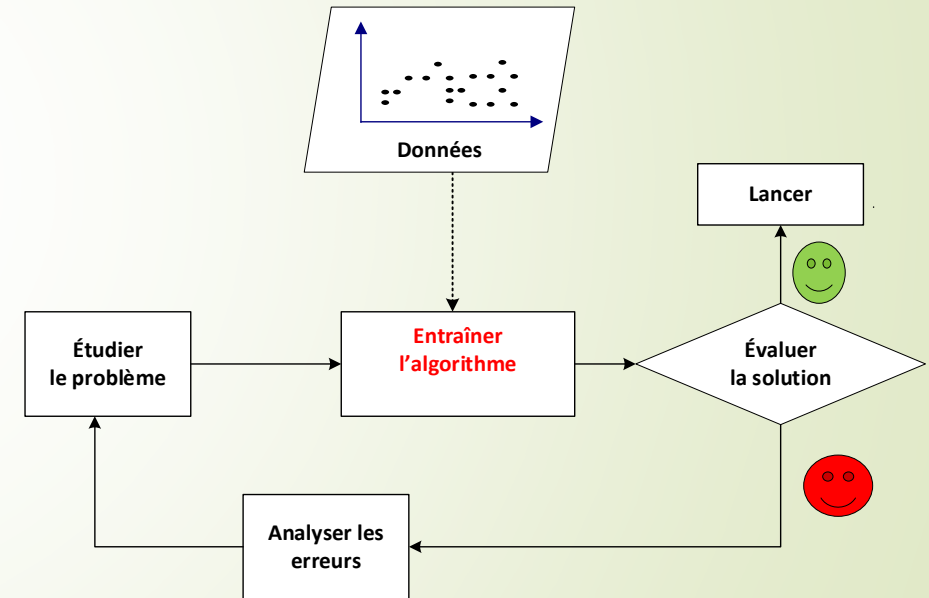 Données
Lancer
Étudier
le problème
Entraîner
l’algorithme
Évaluer
la solution
Analyser les
erreurs